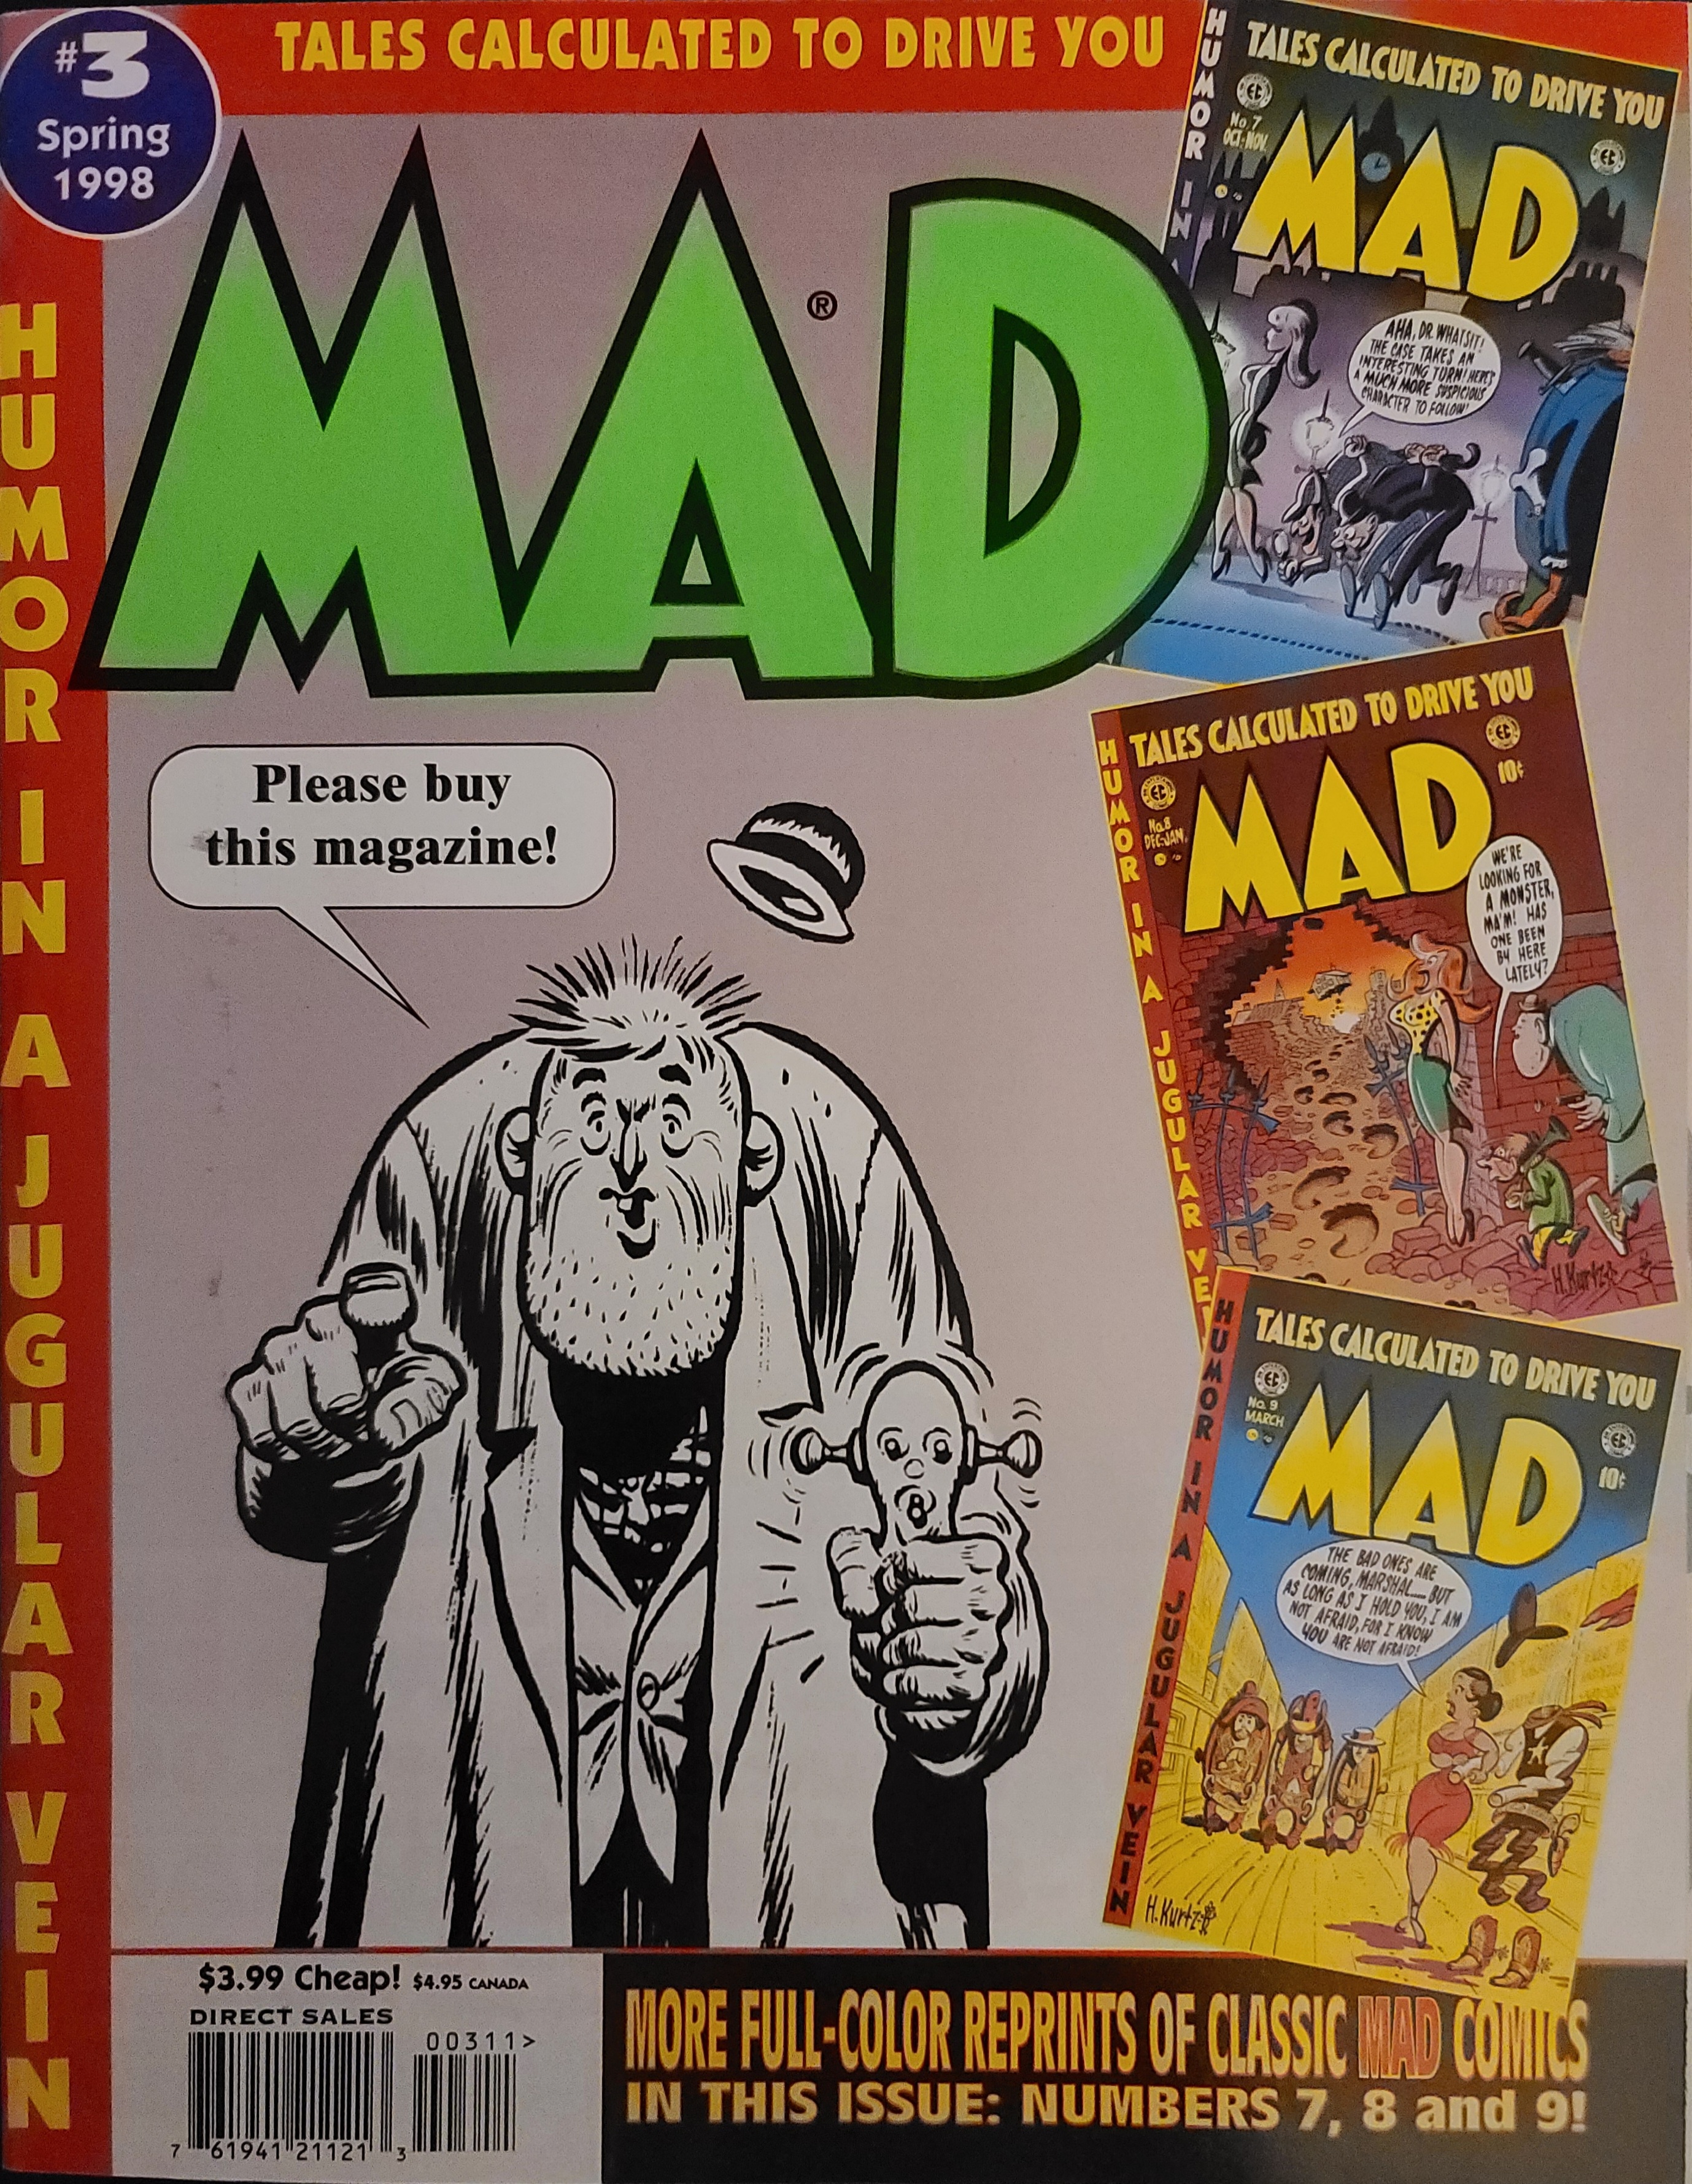 #3
Spring
1998
TALES CALCULATED TO DRIVE YOU
MAD
®
HUMOR IN A JUGULAR VEIN
Please buy
this magazine!
HUMOR IN
TALES CALCULATED TO DRIVE YOU
EC
No. 7
OCT.-NOV.
EC
MAD
AHA, DR. WHATSIT!
THE CASE TAKES AN
INTERESTING TURN! HERE'S
A MUCH MORE SUSPICIOUS
CHARACTER TO FOLLOW!
HUMOR IN A JUGULAR VEI
TALES CALCULATED TO DRIVE YOU
EC
No. 8
DEC.-JAN.
EC
10¢
MAD
WE'RE
LOOKING FOR
A MONSTER,
MA'M! HAS
ONE BEEN
BY HERE
LATELY?
H. Kurtz
HUMOR IN A JUGULAR VEIN
TALES CALCULATED TO DRIVE YOU
EC
No. 9
MARCH
EC
10¢
MAD
THE BAD ONES ARE
COMING, MARSHAL.... BUT
AS LONG AS I HOLD YOU, I AM
NOT AFRAID, FOR I KNOW
YOU ARE NOT AFRAID!
H. Kurtz
$3.99 Cheap! $4.95 CANADA
DIRECT SALES
00311>
7 61941 21121 3
MORE FULL-COLOR REPRINTS OF CLASSIC MAD COMICS
IN THIS ISSUE: NUMBERS 7, 8 and 9!